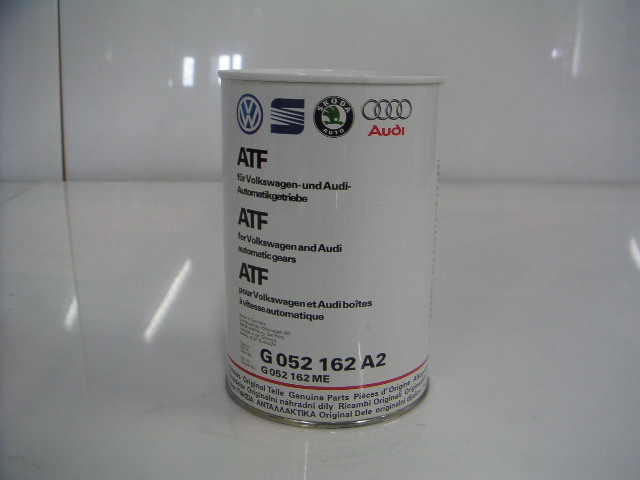 ŠKODA
AUTO
Audi
ATF
für Volkswagen-und Audi-
Automatikgetriebe
ATF
for Volkswagen and Audi
automatic gears
ATF
pour Volkswagen et Audi boîtes
à vitesse automatique
G 052 162 A2
G 052 162 ME
Original Teile Genuine Parts Pièces d'Origine
Originální náhradní díly Ricambi Originali
ΑΝΤΑΛΛΑΚΤΙΚΑ Original Dele